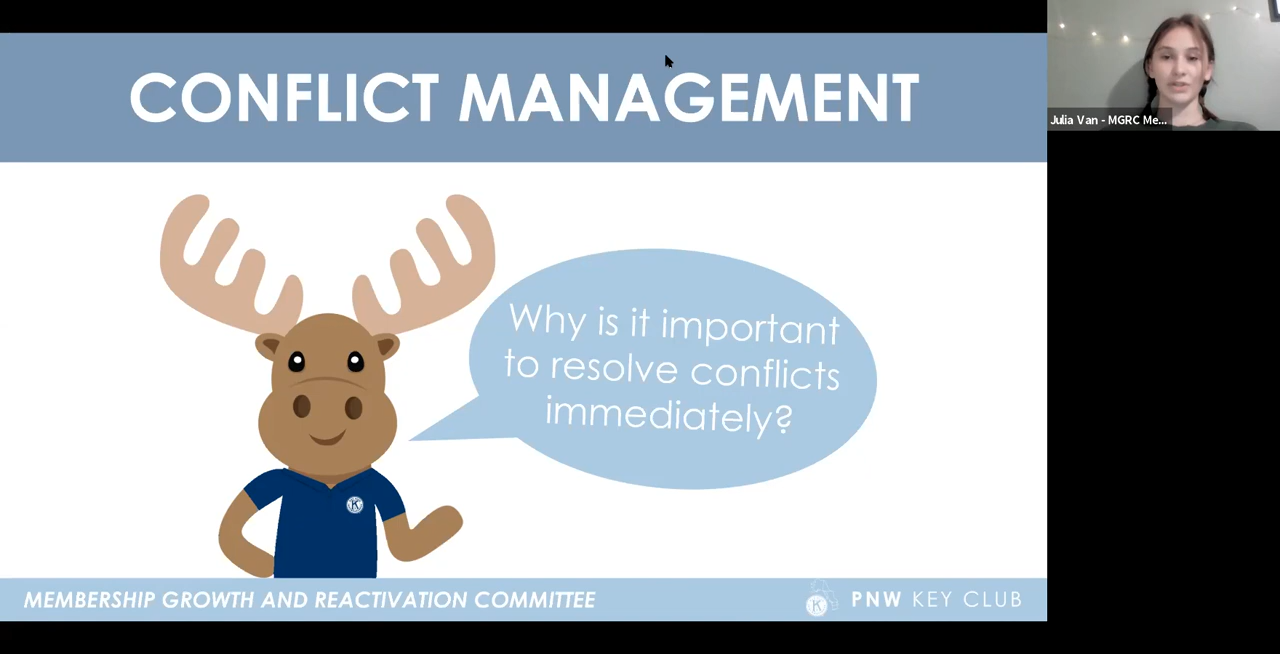 CONFLICT MANAGEMENT
Julia Van - MGRC Me...
Why is it important
to resolve conflicts
immediately?
K
MEMBERSHIP GROWTH AND REACTIVATION COMMITTEE
K
PNW KEY CLUB